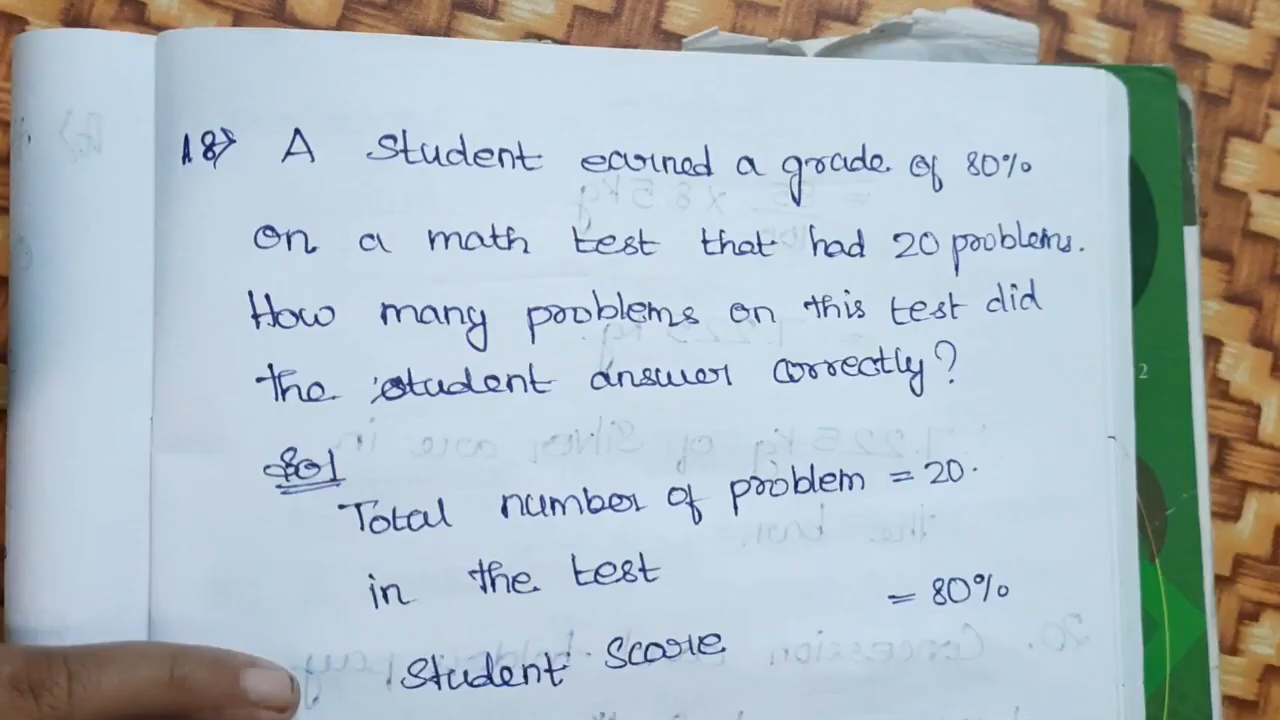 18) A student earned a grade of 80%
on a math test that had 20 problems.
How many problems on this test did
the student answer correctly?
Sol
Total number of problem = 20.
in the test
= 80%
Student Score
2